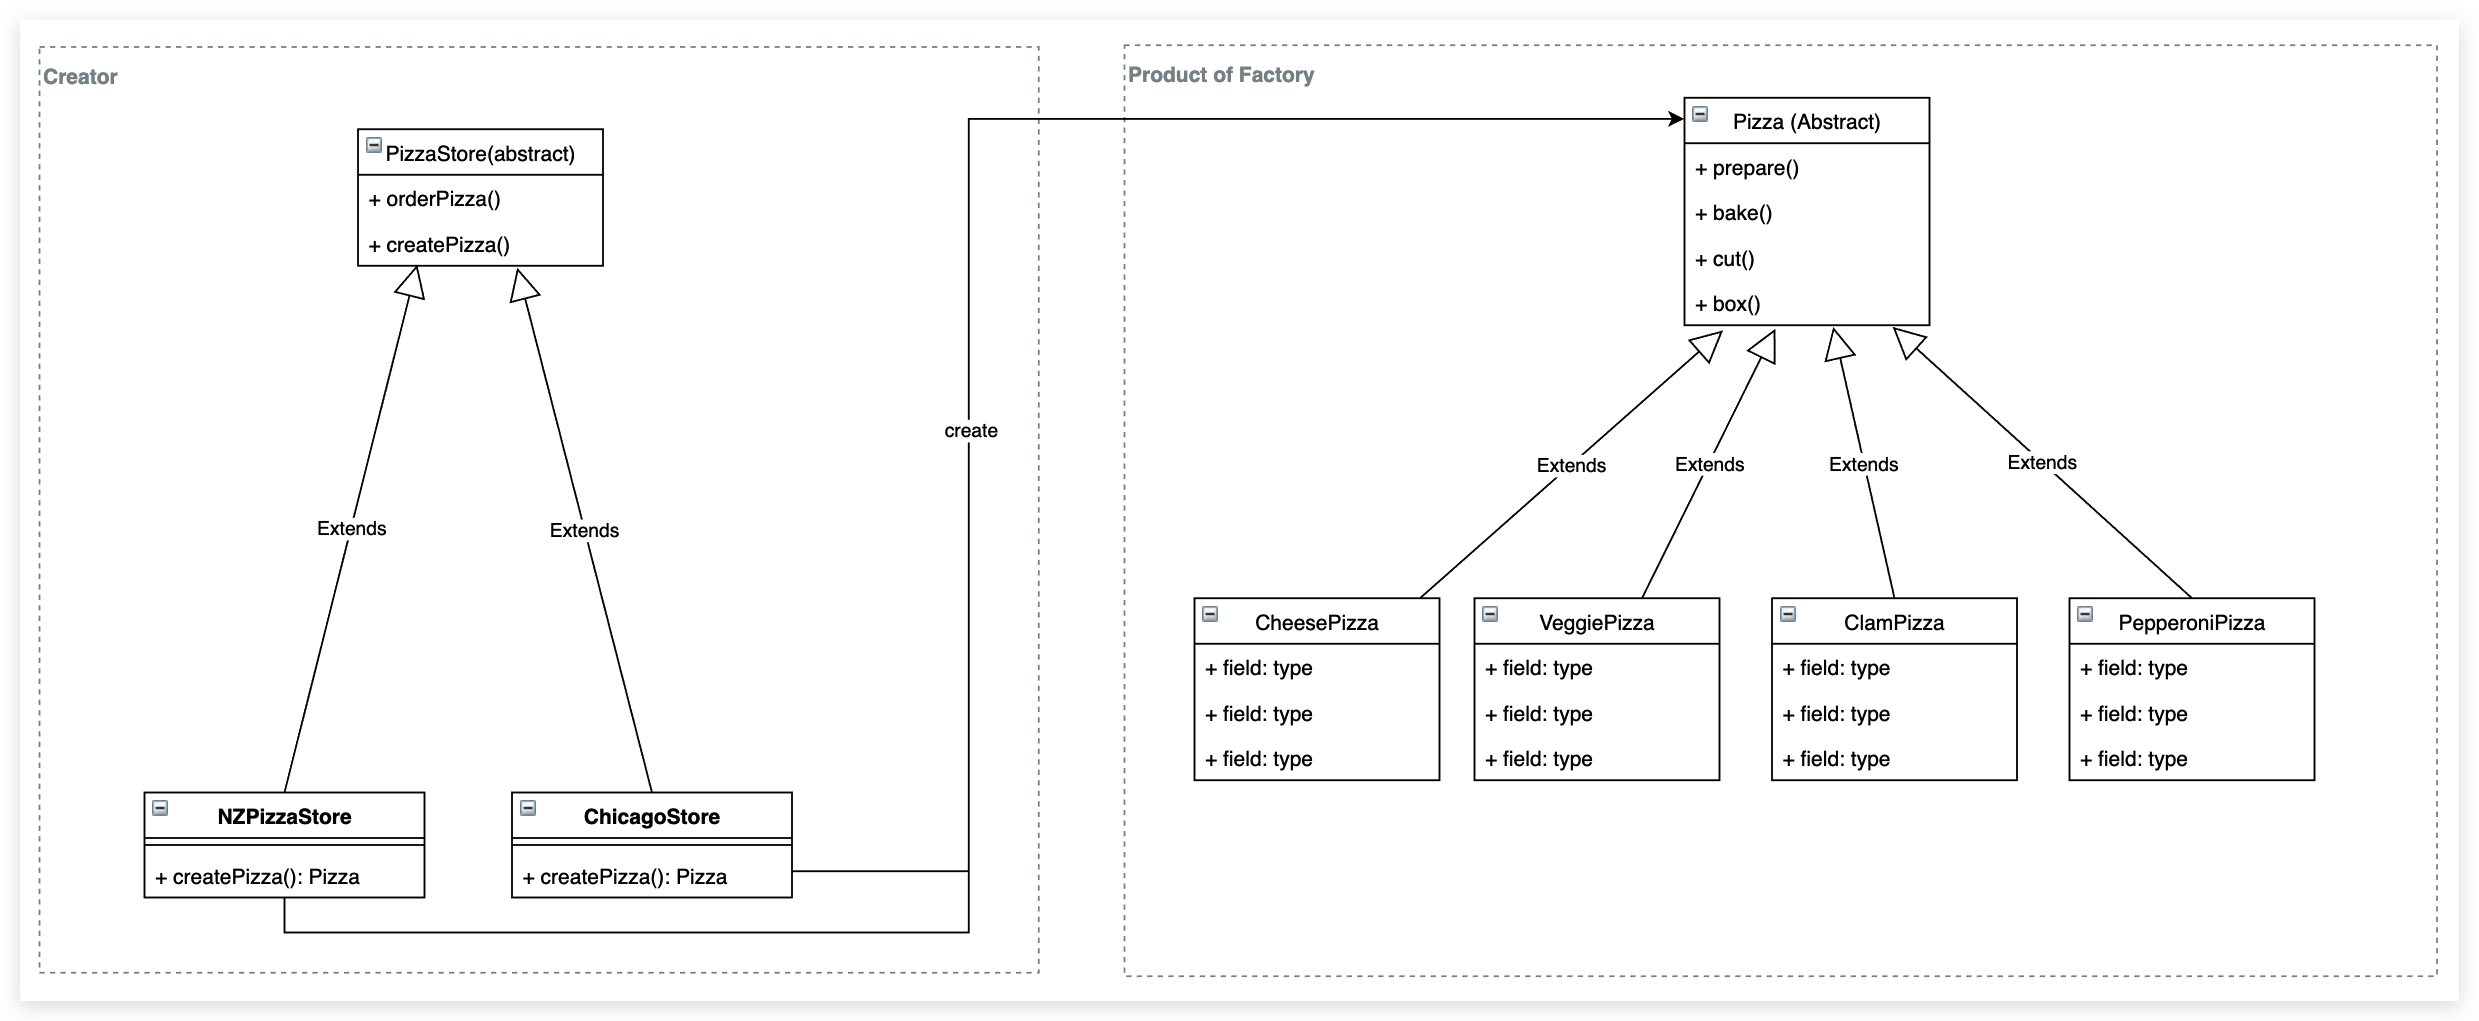 Creator
PizzaStore(abstract)
+ orderPizza()
+ createPizza()
Extends
Extends
NZPizzaStore
+ createPizza(): Pizza
ChicagoStore
+ createPizza(): Pizza
create
Product of Factory
Pizza (Abstract)
+ prepare()
+ bake()
+ cut()
+ box()
Extends
Extends
Extends
Extends
CheesePizza
+ field: type
+ field: type
+ field: type
VeggiePizza
+ field: type
+ field: type
+ field: type
ClamPizza
+ field: type
+ field: type
+ field: type
PepperoniPizza
+ field: type
+ field: type
+ field: type